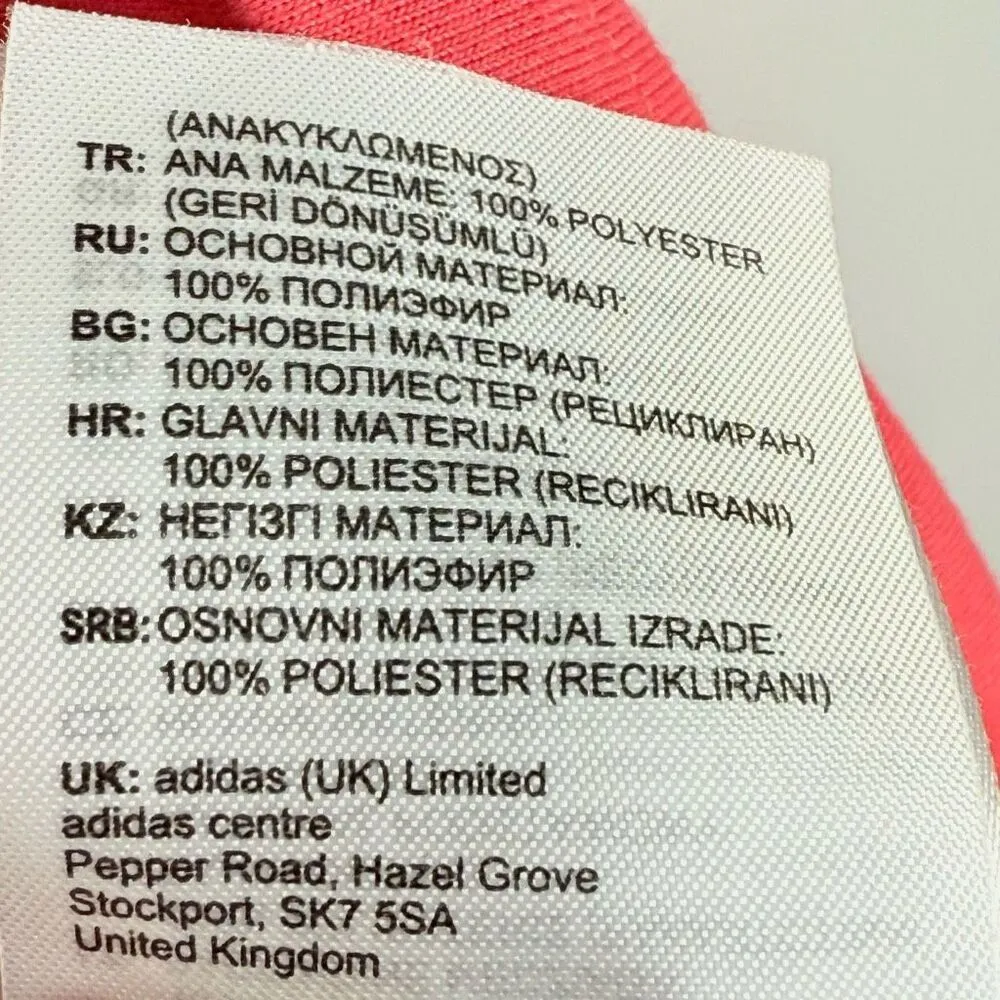 (ΑΝΑΚΥΚΛΩΜΕΝΟΣ)
TR: ANA MALZEME: 100% POLYESTER
(GERİ DÖNÜŞÜMLÜ)
RU: ОСНОВНОЙ МАТЕРИАЛ:
100% ПОЛИЭФИР
BG: ОСНОВЕН МАТЕРИАЛ:
100% ПОЛИЕСТЕР (РЕЦИКЛИРАН)
HR: GLAVNI MATERIJAL:
100% POLIESTER (RECIKLIRANI)
KZ: НЕГІЗГІ МАТЕРИАЛ:
100% ПОЛИЭФИР
SRB: OSNOVNI MATERIJAL IZRADE:
100% POLIESTER (RECIKLIRANI)
UK: adidas (UK) Limited
adidas centre
Pepper Road, Hazel Grove
Stockport, SK7 5SA
United Kingdom